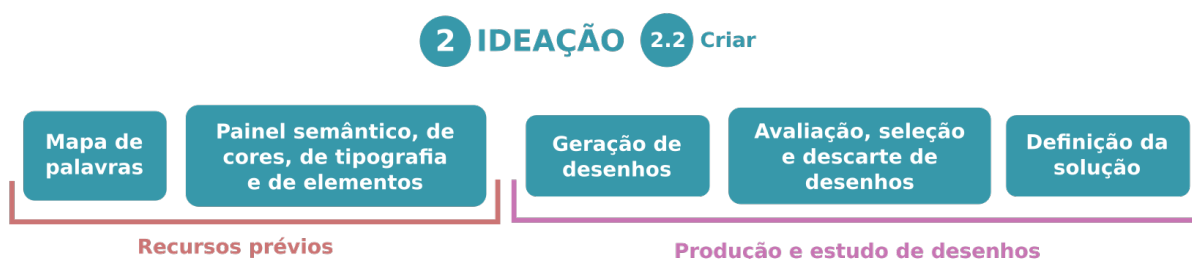 2 IDEAÇÃO 2.2 Criar
Mapa de
palavras
Painel semântico, de
cores, de tipografia
e de elementos
Geração de
desenhos
Avaliação, seleção
e descarte de
desenhos
Definição da
solução
Recursos prévios
Produção e estudo de desenhos